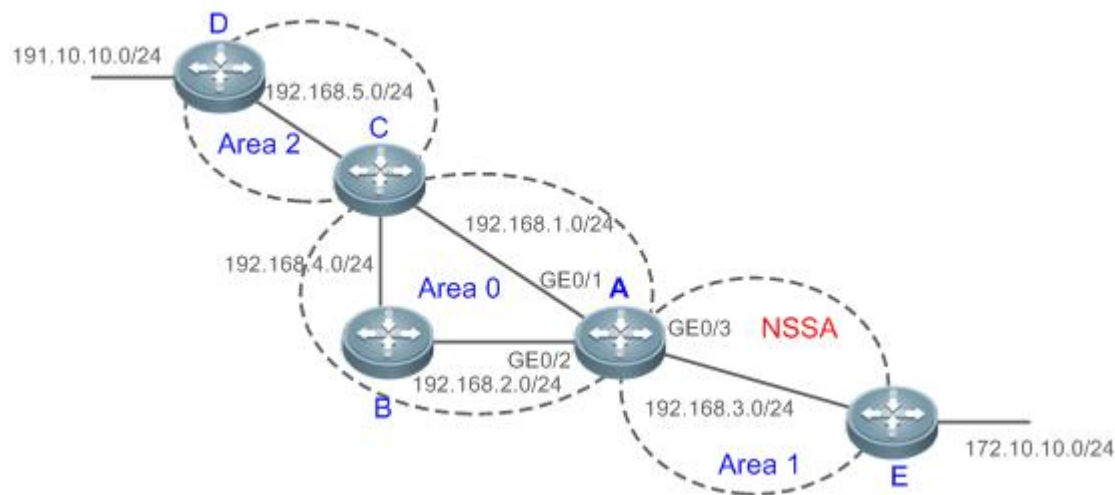 D
191.10.10.0/24
192.168.5.0/24
C
Area 2
192.168.1.0/24
192.168.4.0/24
GE0/1
Area 0
A
GE0/3
NSSA
GE0/2
192.168.2.0/24
B
192.168.3.0/24
172.10.10.0/24
Area 1
E